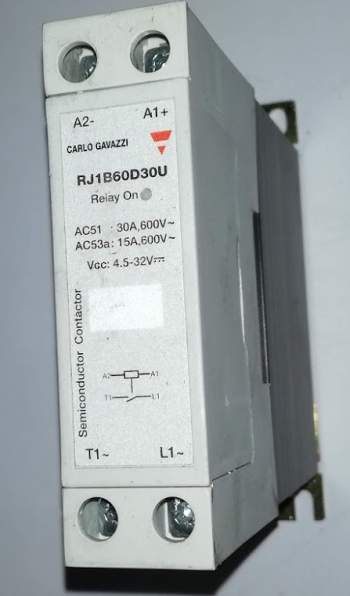 A2- A1+
CARLO GAVAZZI
RJ1B60D30U
Relay On
AC51 : 30A,600V~
AC53a: 15A,600V~
Vcc: 4.5-32V⎓
Semiconductor Contactor
A2 A1
T1~ L1~
T1~ L1~